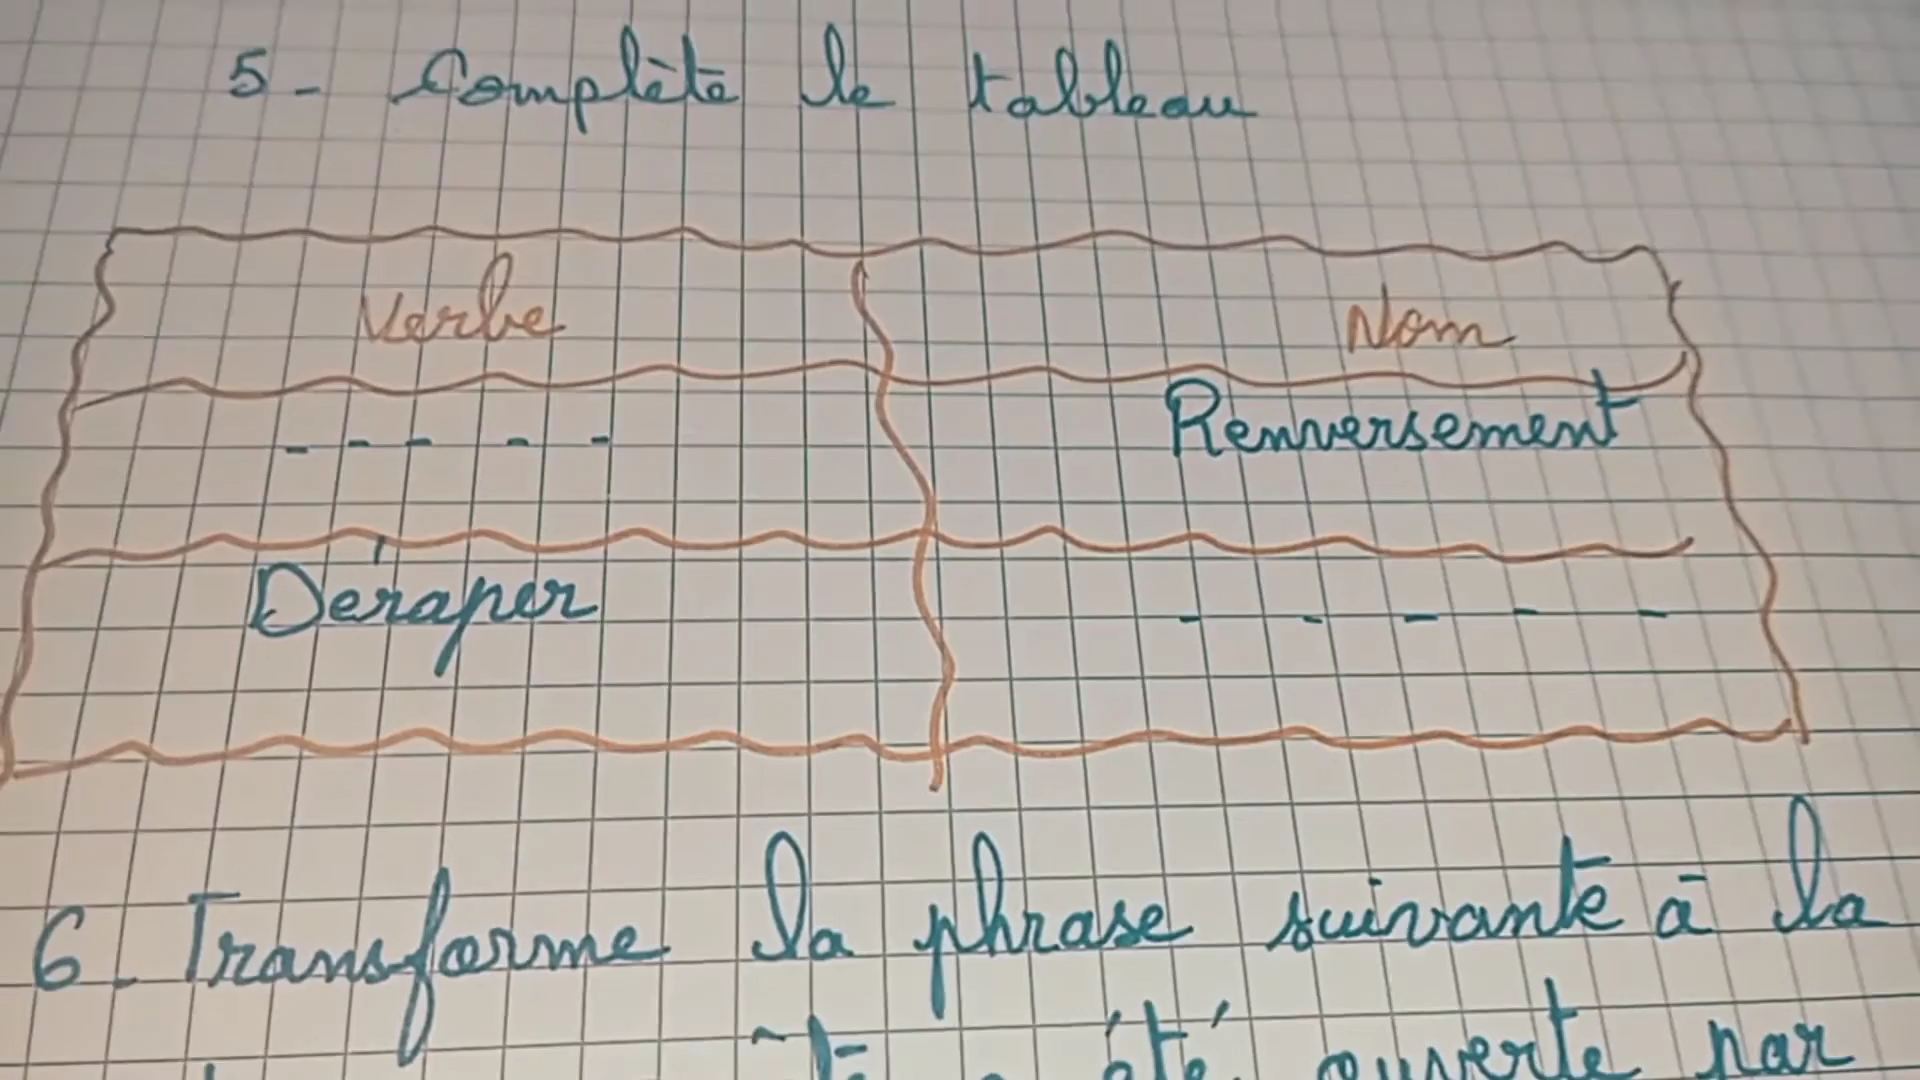 5- Complète le tableau
Verbe Nom
- - - - - Renversement
Déraper - - - - -
6- Transforme la phrase suivante à la
été ouverte par